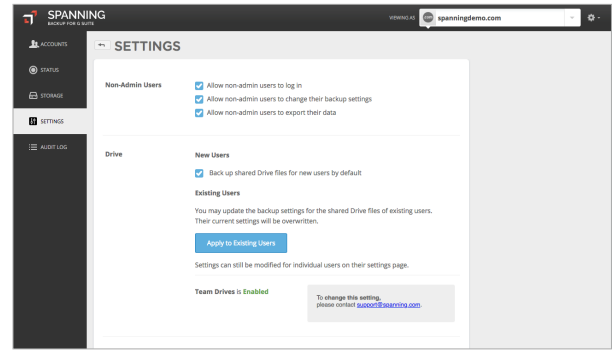 SPANNING
BACKUP FOR G SUITE
VIEWING AS
.com
spanningdemo.com
ACCOUNTS
STATUS
STORAGE
SETTINGS
AUDIT LOG
SETTINGS
Non-Admin Users
Allow non-admin users to log in
Allow non-admin users to change their backup settings
Allow non-admin users to export their data
Drive
New Users
Back up shared Drive files for new users by default
Existing Users
You may update the backup settings for the shared Drive files of existing users.
Their current settings will be overwritten.
Apply to Existing Users
Settings can still be modified for individual users on their settings page.
Team Drives is Enabled
To change this setting,
please contact support@spanning.com.